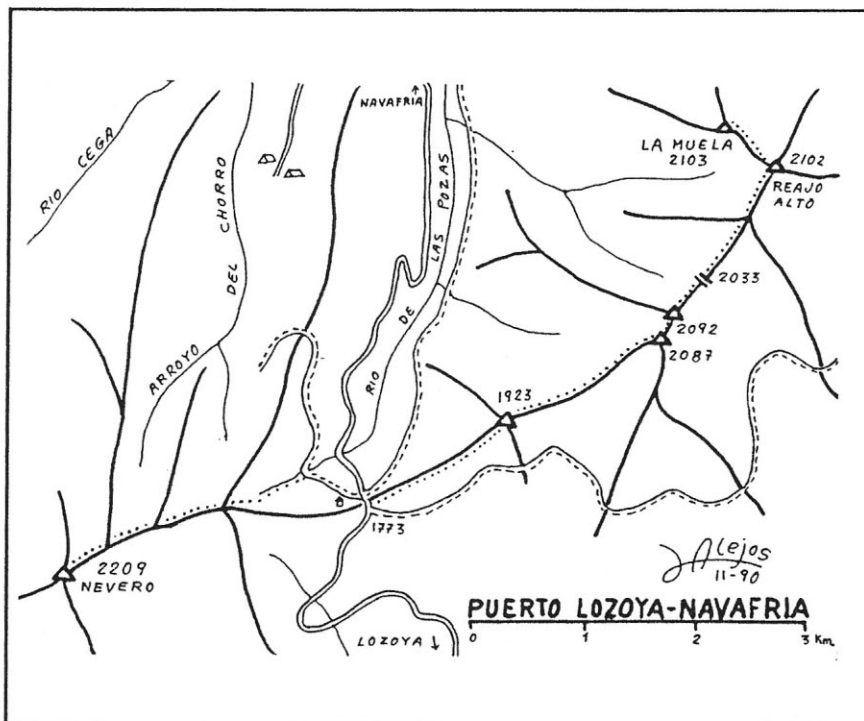 NAVAFRIA
RIO CEGA
ARROYO DEL CHORRO
RIO DE LAS POZAS
LA MUELA
2103
2102
REAJO
ALTO
2033
2092
2087
1923
1773
2209
NEVERO
LOZOYA
Alejos
11-90
PUERTO LOZOYA-NAVAFRIA
0 1 2 3 Km.